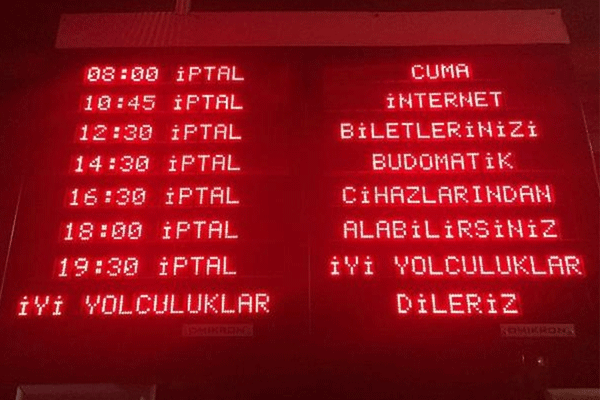 08:00 İPTAL
10:45 İPTAL
12:30 İPTAL
14:30 İPTAL
16:30 İPTAL
18:00 İPTAL
19:30 İPTAL
İYİ YOLCULUKLAR
OMIKRON
CUMA
İNTERNET
BİLETLERİNİZİ
BUDOMATİK
CİHAZLARINDAN
ALABİLİRSİNİZ
İYİ YOLCULUKLAR
DİLERİZ
OMIKRON